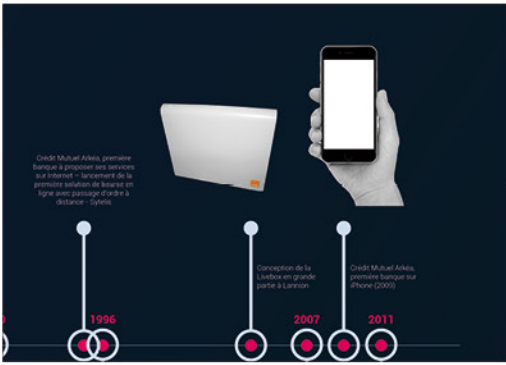 Crédit Mutuel Arkéa, première
banque à proposer ses services
sur Internet – lancement de la
première solution de bourse en
ligne avec passage d'ordre à
distance - Sytelis
Conception de la
Livebox en grande
partie à Lannion
Crédit Mutuel Arkéa,
première banque sur
iPhone (2009)
1996
2007
2011